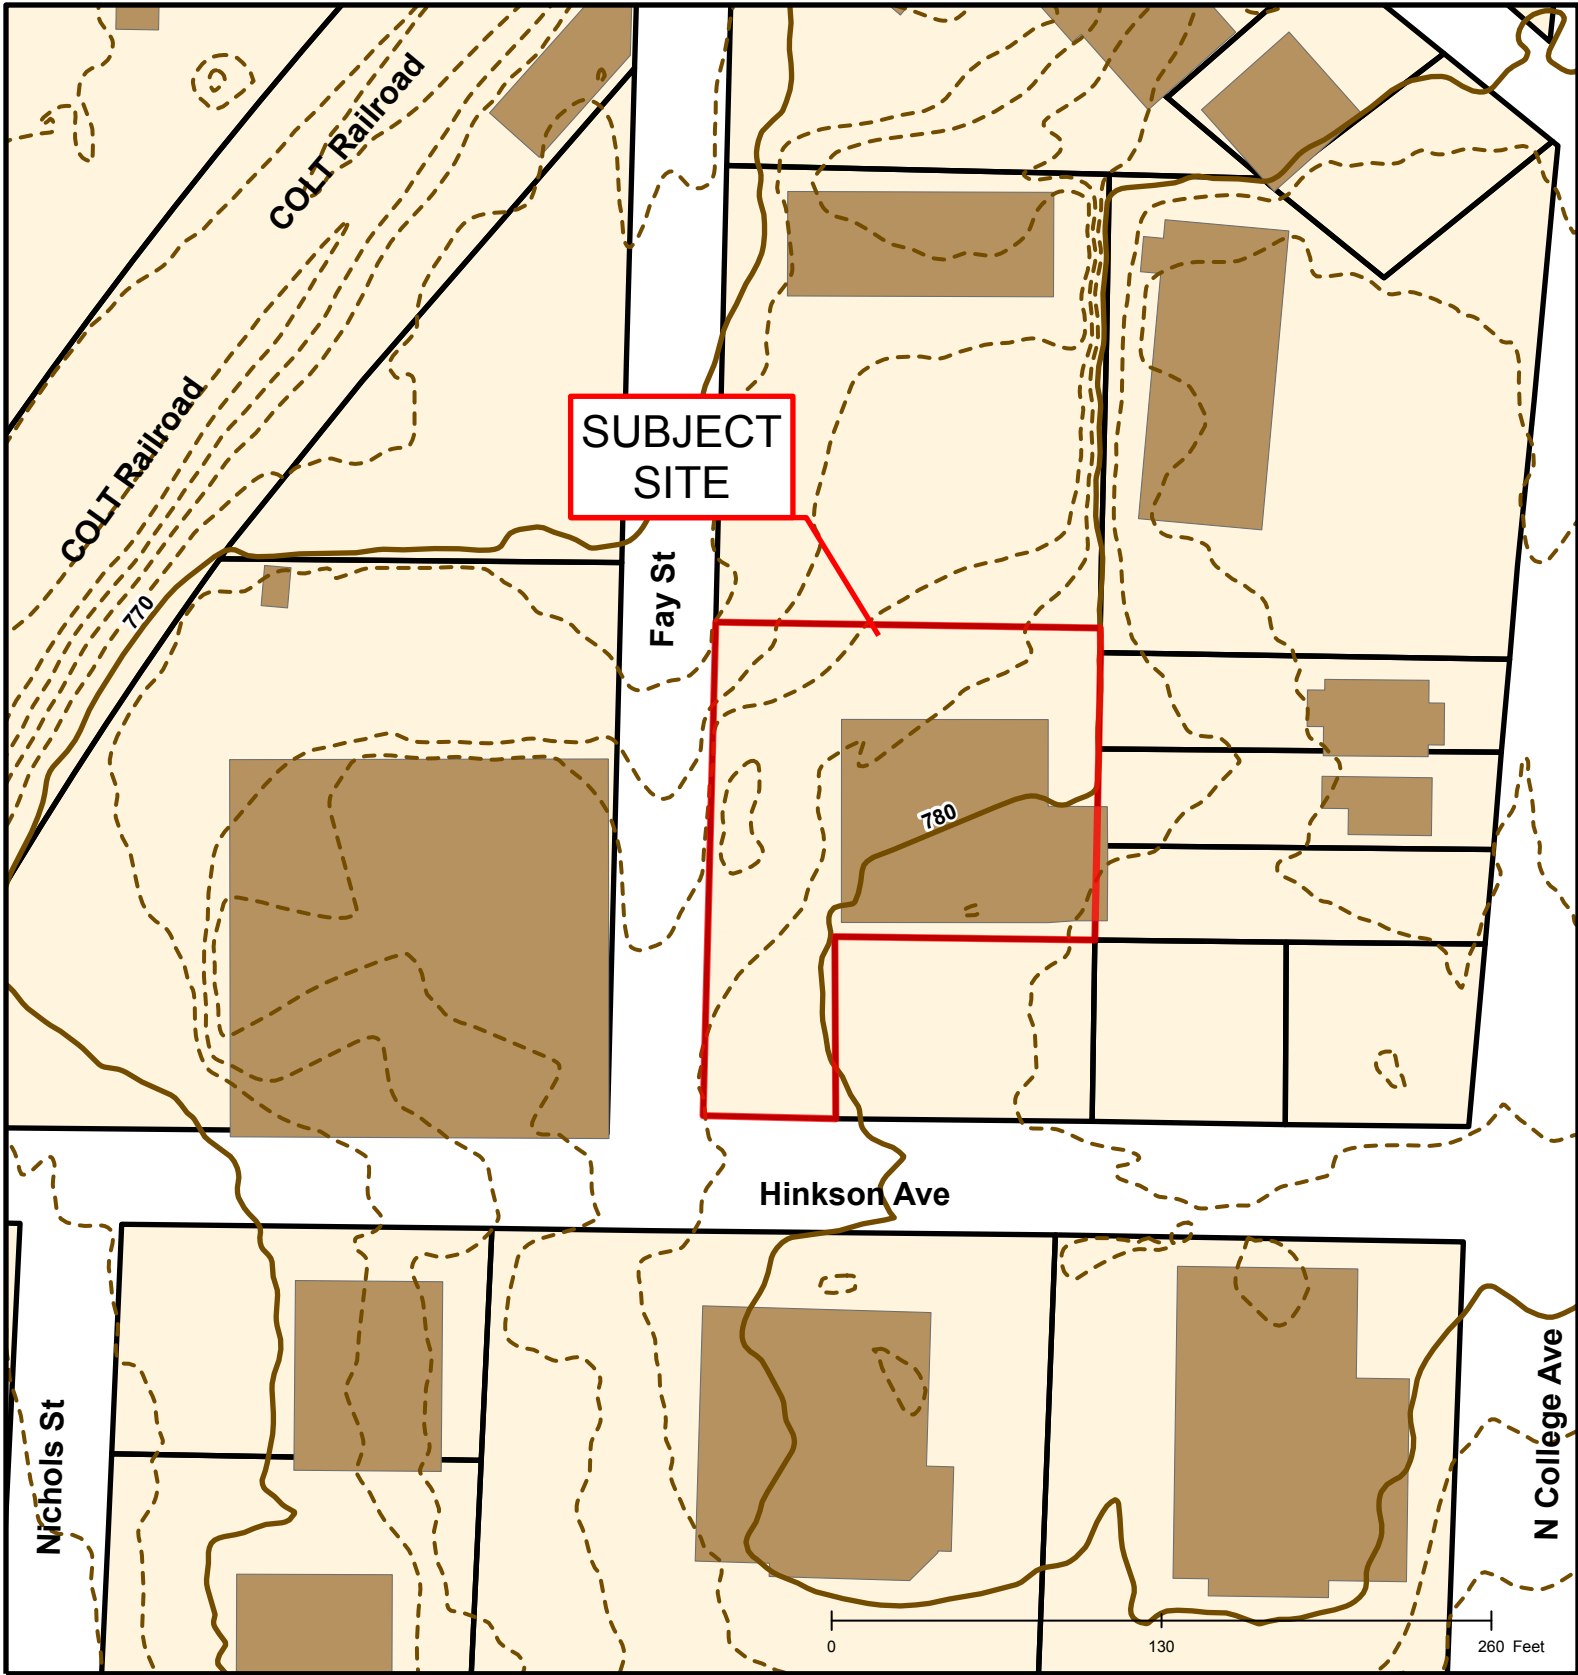 COLT Railroad
COLT Railroad
SUBJECT
SITE
Fay St
770
780
Hinkson Ave
Nichols St
N College Ave
0 130 260 Feet